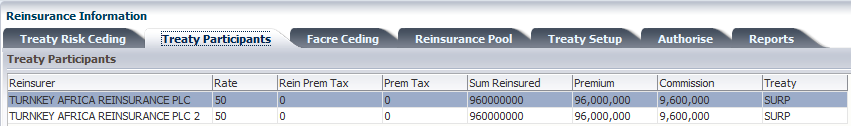 Reinsurance Information
Treaty Risk Ceding Treaty Participants Facre Ceding Reinsurance Pool Treaty Setup Authorise Reports
Treaty Participants
Reinsurer Rate Rein Prem Tax Prem Tax Sum Reinsured Premium Commission Treaty
TURNKEY AFRICA REINSURANCE PLC 50 0 0 960000000 96,000,000 9,600,000 SURP
TURNKEY AFRICA REINSURANCE PLC 2 50 0 0 960000000 96,000,000 9,600,000 SURP